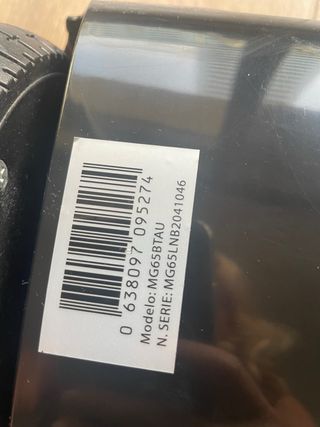 0 638097 095274
Modelo: MG65BTAU
N. SERIE: MG65LNB2041046